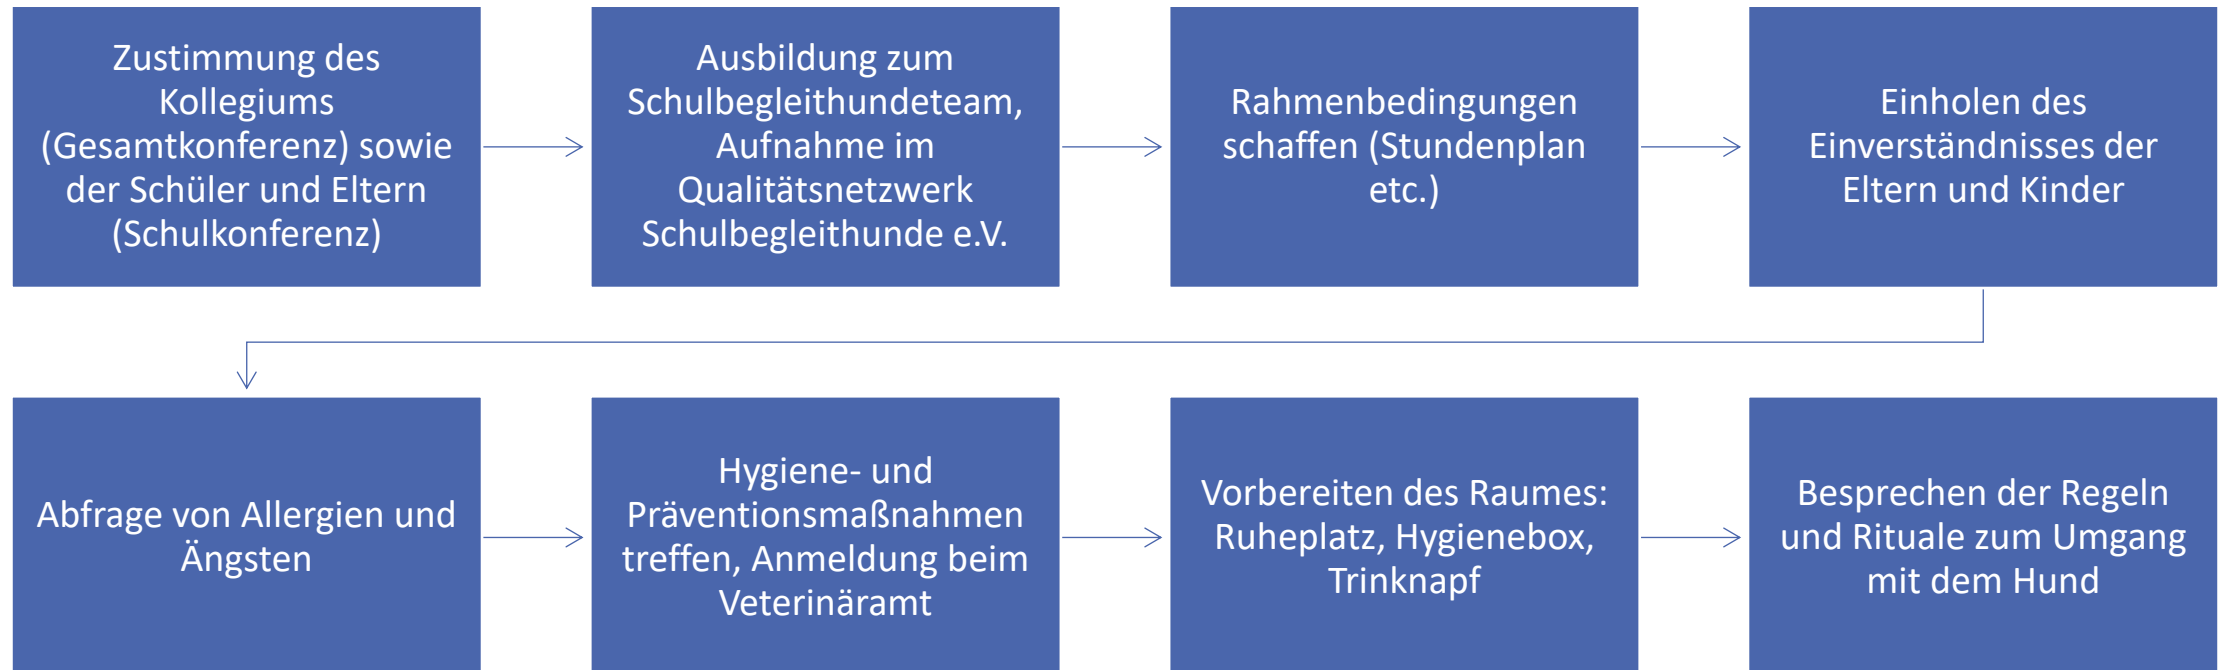 Zustimmung des
Kollegiums
(Gesamtkonferenz) sowie
der Schüler und Eltern
(Schulkonferenz)
Ausbildung zum
Schulbegleithundeteam,
Aufnahme im
Qualitätsnetzwerk
Schulbegleithunde e.V.
Rahmenbedingungen
schaffen (Stundenplan
etc.)
Einholen des
Einverständnisses der
Eltern und Kinder
Abfrage von Allergien und
Ängsten
Hygiene- und
Präventionsmaßnahmen
treffen, Anmeldung beim
Veterinäramt
Vorbereiten des Raumes:
Ruheplatz, Hygienebox,
Trinknapf
Besprechen der Regeln
und Rituale zum Umgang
mit dem Hund